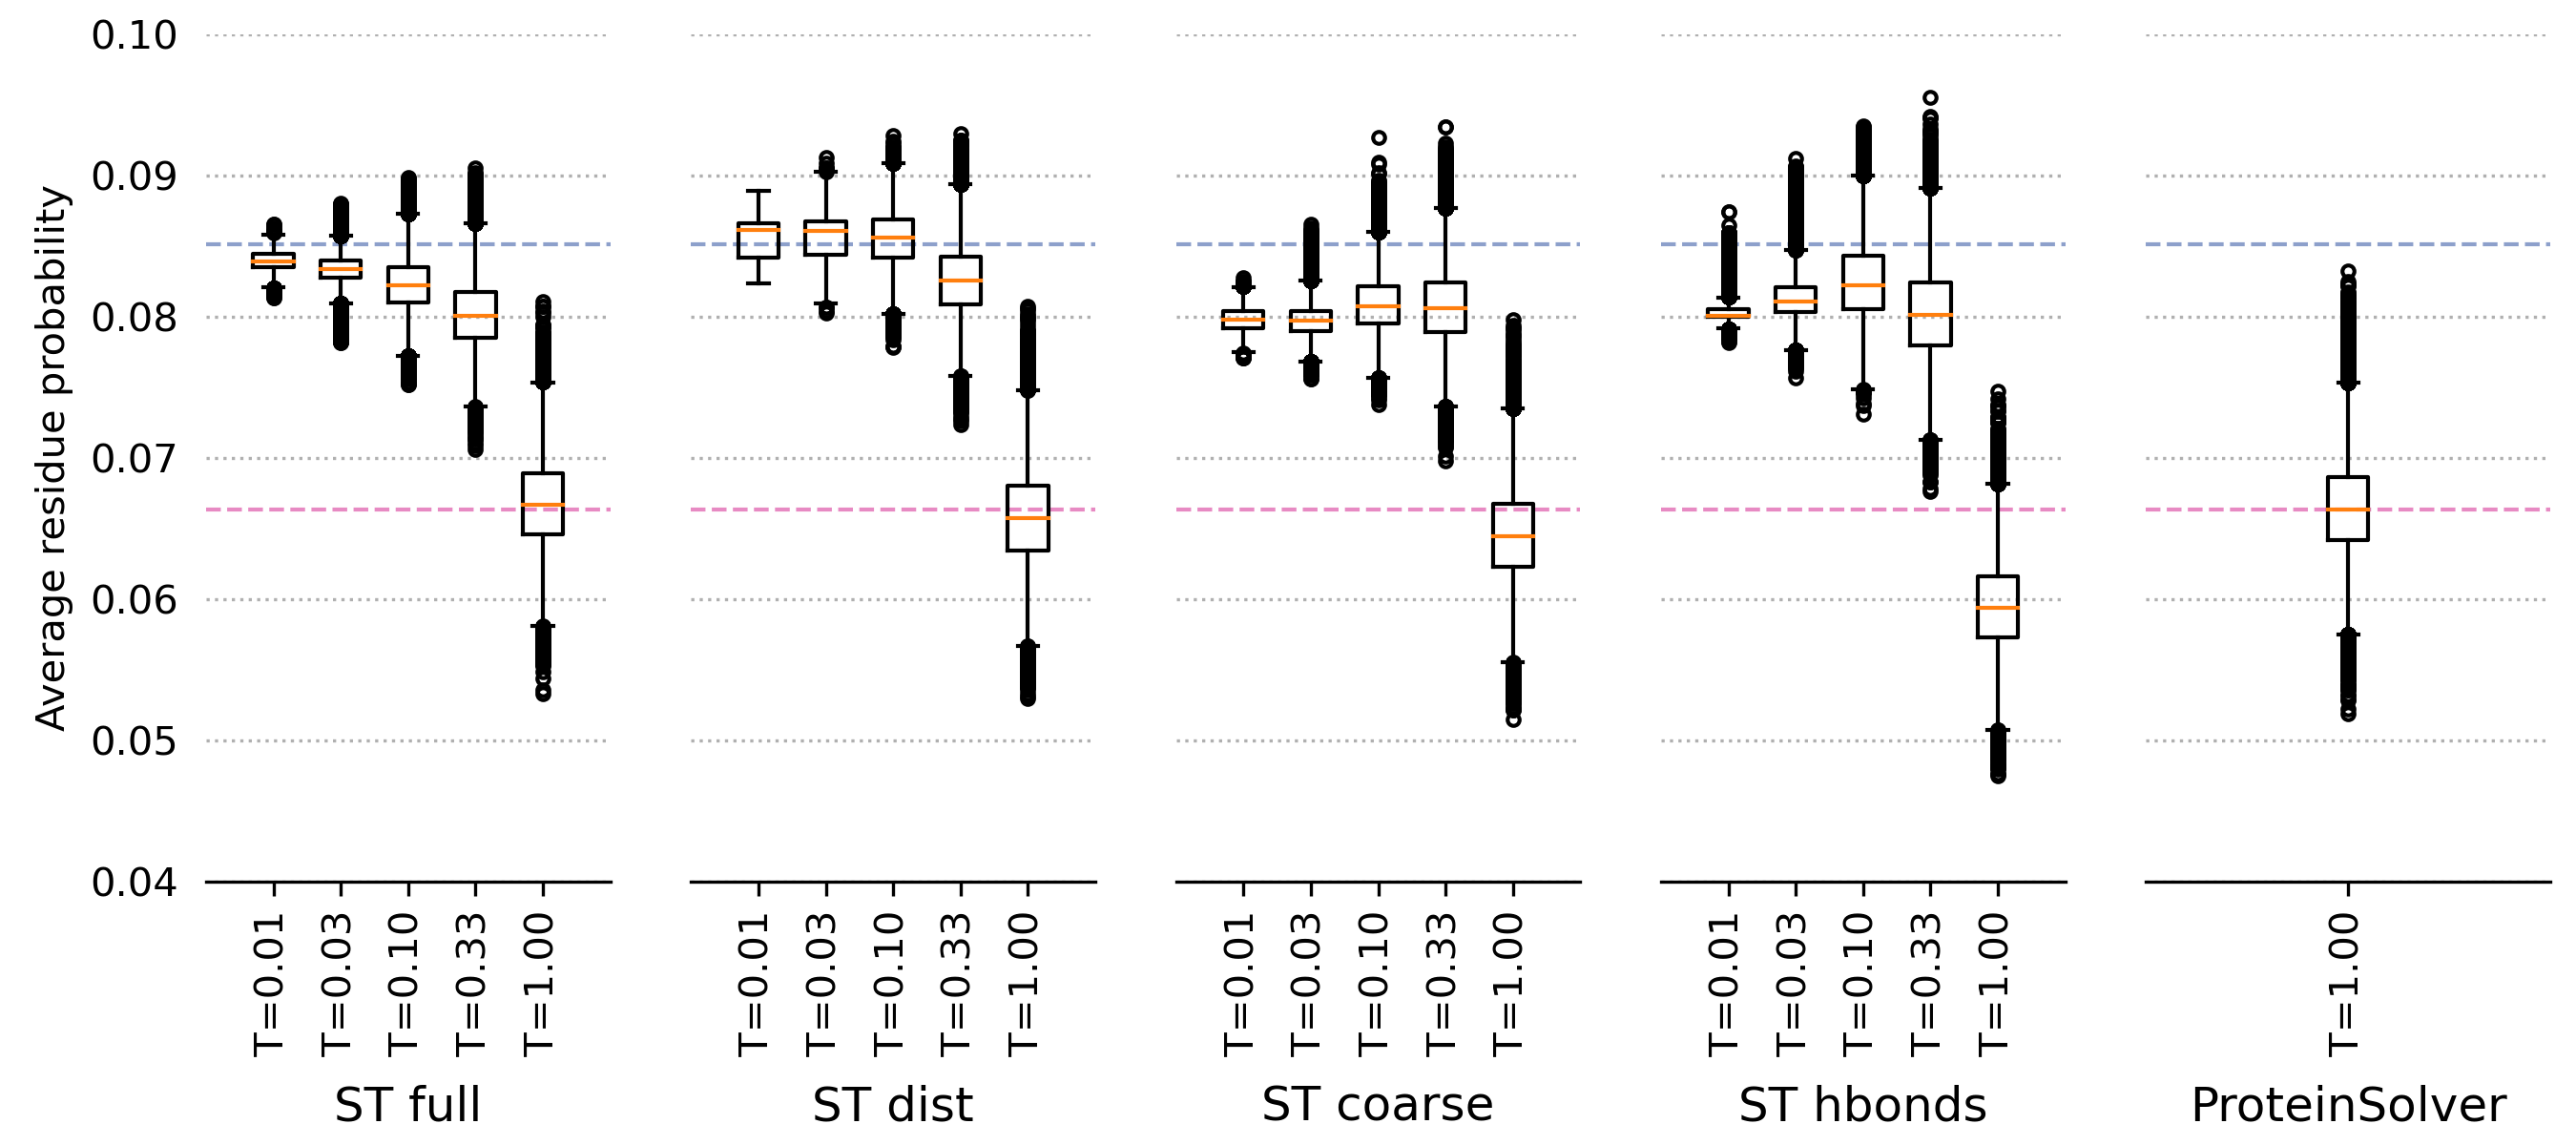 Average residue probability
0.10
0.09
0.08
0.07
0.06
0.05
0.04
T=0.01
T=0.03
T=0.10
T=0.33
T=1.00
ST full
T=0.01
T=0.03
T=0.10
T=0.33
T=1.00
ST dist
T=0.01
T=0.03
T=0.10
T=0.33
T=1.00
ST coarse
T=0.01
T=0.03
T=0.10
T=0.33
T=1.00
ST hbonds
T=1.00
ProteinSolver